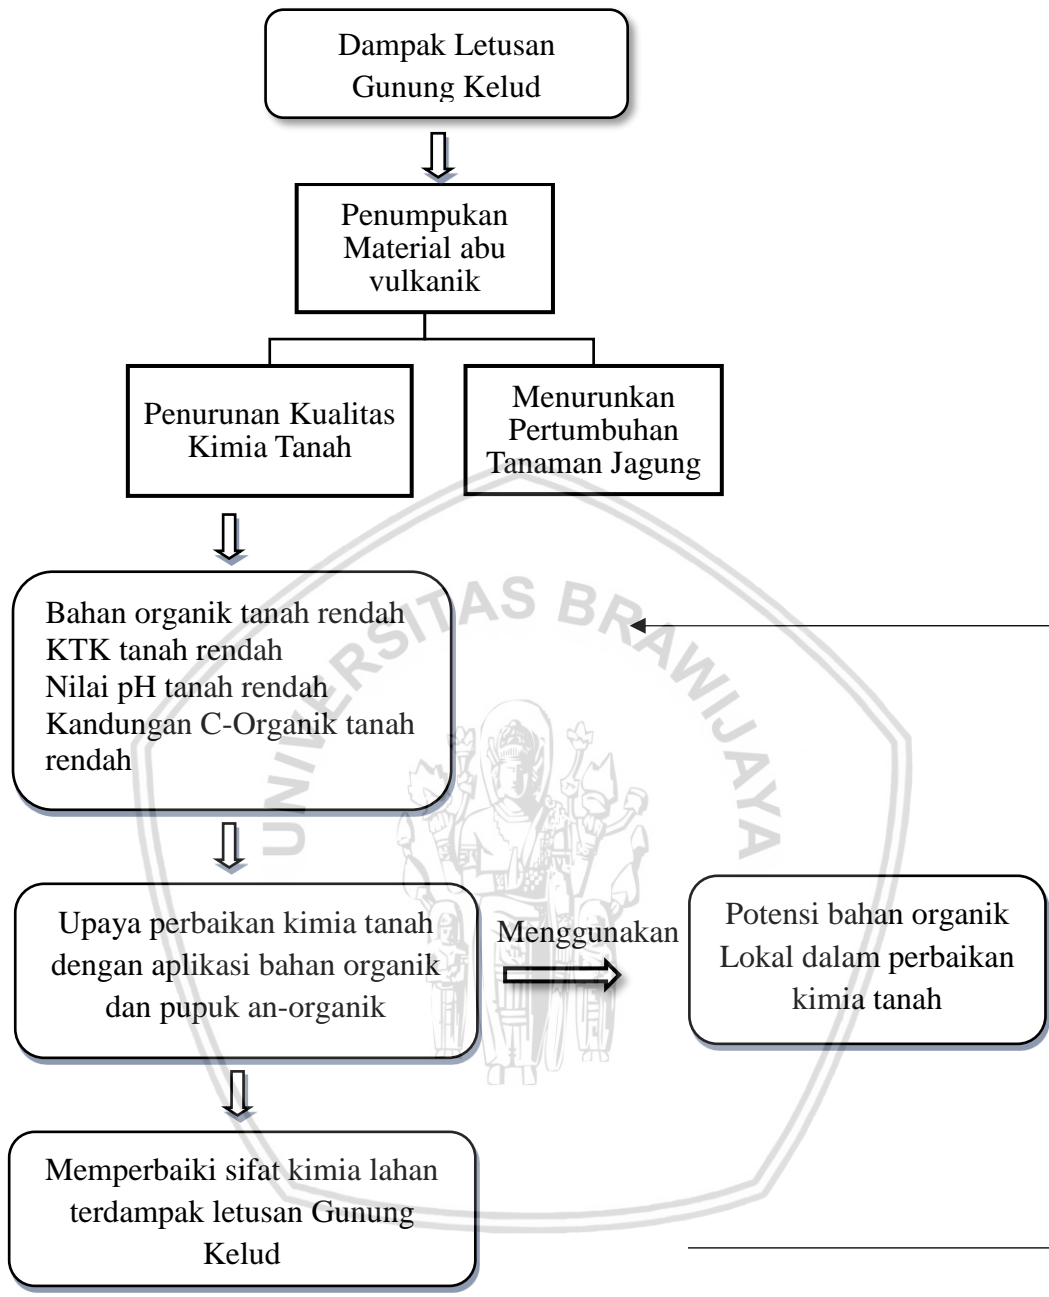 Dampak Letusan
Gunung Kelud
Penumpukan
Material abu
vulkanik
Penurunan Kualitas
Kimia Tanah
Menurunkan
Pertumbuhan
Tanaman Jagung
Bahan organik tanah rendah
KTK tanah rendah
Nilai pH tanah rendah
Kandungan C-Organik tanah
rendah
UNIVERSITAS BRAWIJAYA
Upaya perbaikan kimia tanah
dengan aplikasi bahan organik
dan pupuk an-organik
Menggunakan
Potensi bahan organik
Lokal dalam perbaikan
kimia tanah
Memperbaiki sifat kimia lahan
terdampak letusan Gunung
Kelud